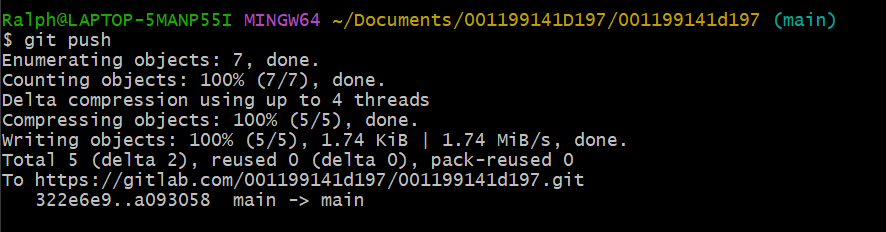 Ralph@LAPTOP-5MANP55I MINGW64 ~/Documents/001199141D197/001199141d197 (main)
$ git push
Enumerating objects: 7, done.
Counting objects: 100% (7/7), done.
Delta compression using up to 4 threads
Compressing objects: 100% (5/5), done.
Writing objects: 100% (5/5), 1.74 KiB | 1.74 MiB/s, done.
Total 5 (delta 2), reused 0 (delta 0), pack-reused 0
To https://gitlab.com/001199141d197/001199141d197.git
   322e6e9..a093058  main -> main